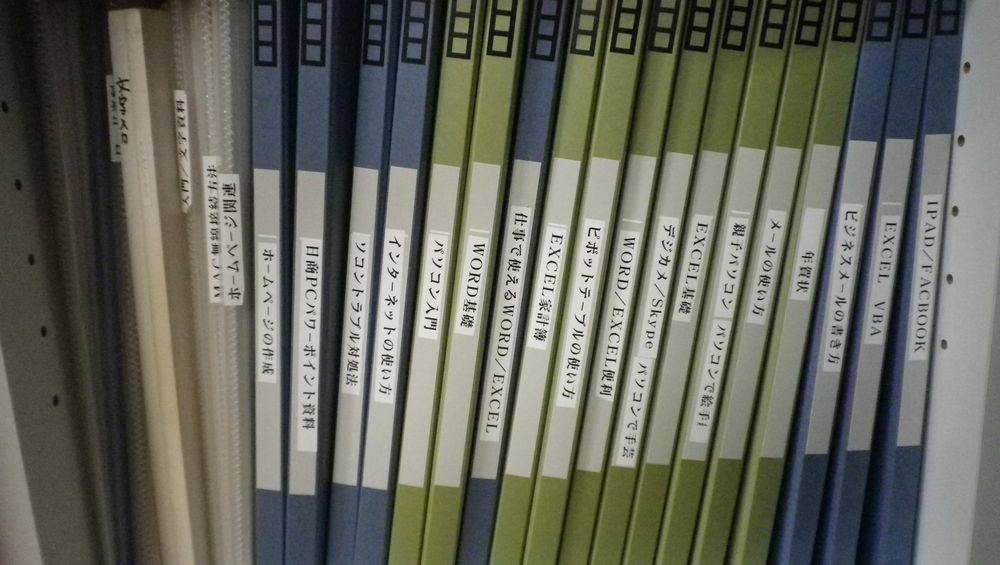 ホームページの作成
日商PCパワーポイント資料
ソコントラブル対処法
インターネットの使い方
パソコン入門
WORD基礎
仕事で使えるWORD/EXCEL
EXCEL家計簿
ピボットテーブルの使い方
WORD/EXCEL便利
パソコンで手芸
デジカメ/Skype
EXCEL基礎
パソコンで絵手
親子パソコン
メールの使い方
年賀状
ビジネスメールの書き方
EXCEL VBA
IPAD/FACBOOK